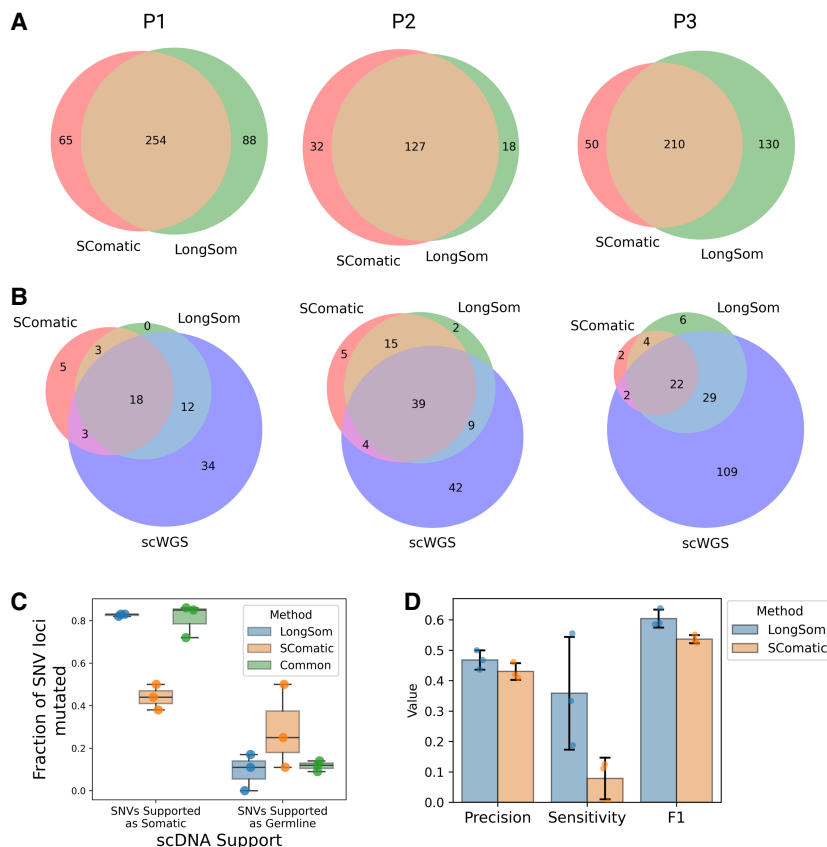 A
P1
P2
P3
65
254
88
SComatic
LongSom
32
127
18
SComatic
LongSom
50
210
130
SComatic
LongSom
B
SComatic
LongSom
0
3
5
18
12
3
34
scWGS
SComatic
LongSom
2
15
5
39
9
4
42
scWGS
SComatic
LongSom
6
4
2
22
29
2
109
scWGS
C
Fraction of SNV loci
mutated
0.8
0.6
0.4
0.2
0.0
Method
LongSom
SComatic
Common
SNVs Supported
as Somatic
SNVs Supported
as Germline
scDNA Support
D
Value
0.6
0.5
0.4
0.3
0.2
0.1
0.0
Precision
Sensitivity
F1
Method
LongSom
SComatic